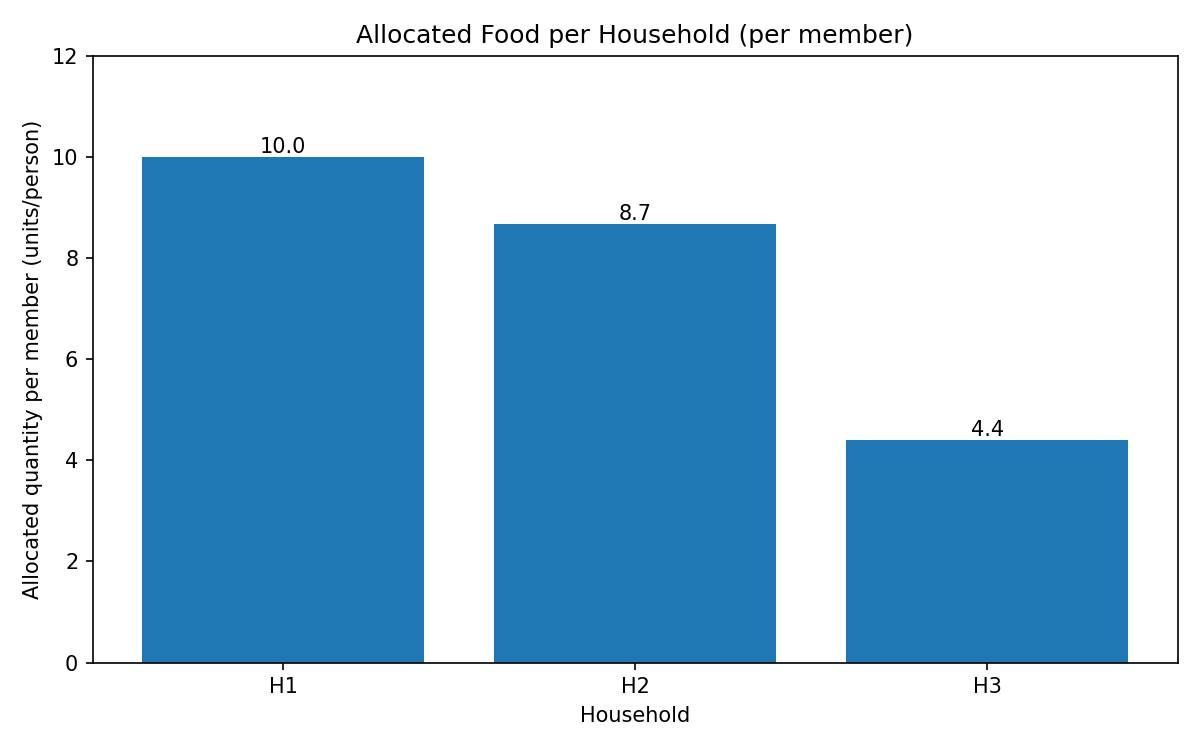 Allocated Food per Household (per member)
Allocated quantity per member (units/person)
12
10
8
6
4
2
0
10.0
8.7
4.4
H1
H2
H3
Household